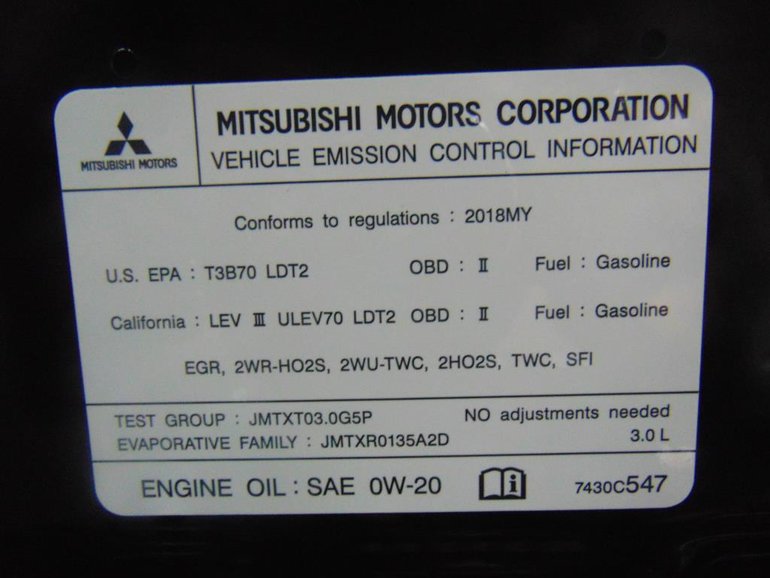 MITSUBISHI MOTORS
MITSUBISHI MOTORS CORPORATION
VEHICLE EMISSION CONTROL INFORMATION
Conforms to regulations : 2018MY
U.S. EPA : T3B70 LDT2 OBD : II Fuel : Gasoline
California : LEV III ULEV70 LDT2 OBD : II Fuel : Gasoline
EGR, 2WR-HO2S, 2WU-TWC, 2HO2S, TWC, SFI
TEST GROUP : JMTXT03.0G5P NO adjustments needed
EVAPORATIVE FAMILY : JMTXR0135A2D 3.0 L
ENGINE OIL : SAE 0W-20 i 7430C547